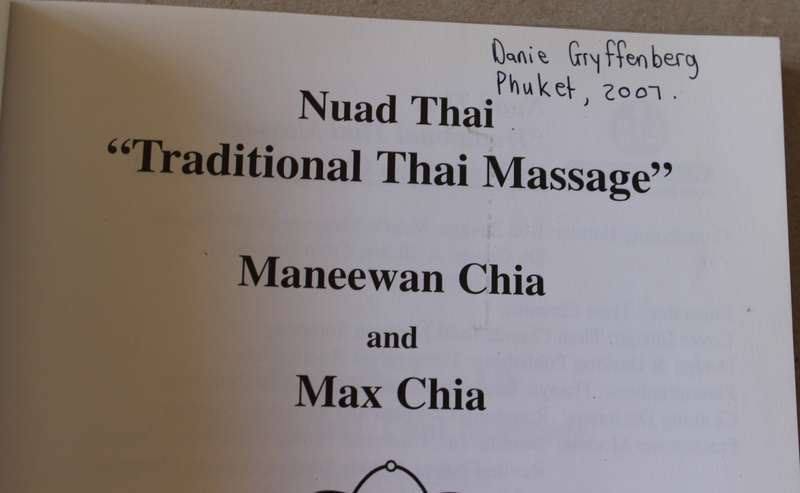 Danie Gryffenberg
Phuket, 2007.
Nuad Thai
“Traditional Thai Massage”
Maneewan Chia
and
Max Chia